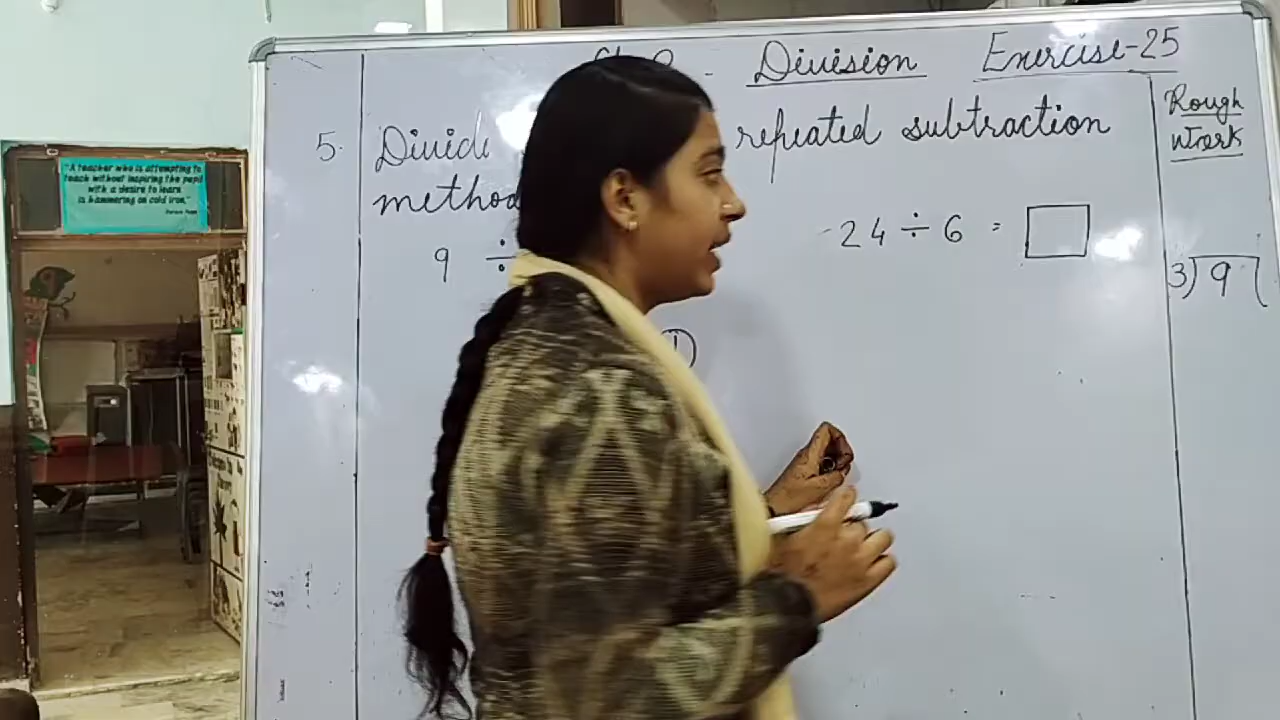 Division Exercise-25
5. Divide repeated subtraction
method
9 ÷
24 ÷ 6 =
①
Rough
Work
3) 9 (
"A teacher who is attempting to
teach without inspiring the pupil
with a desire to learn
is hammering on cold iron."